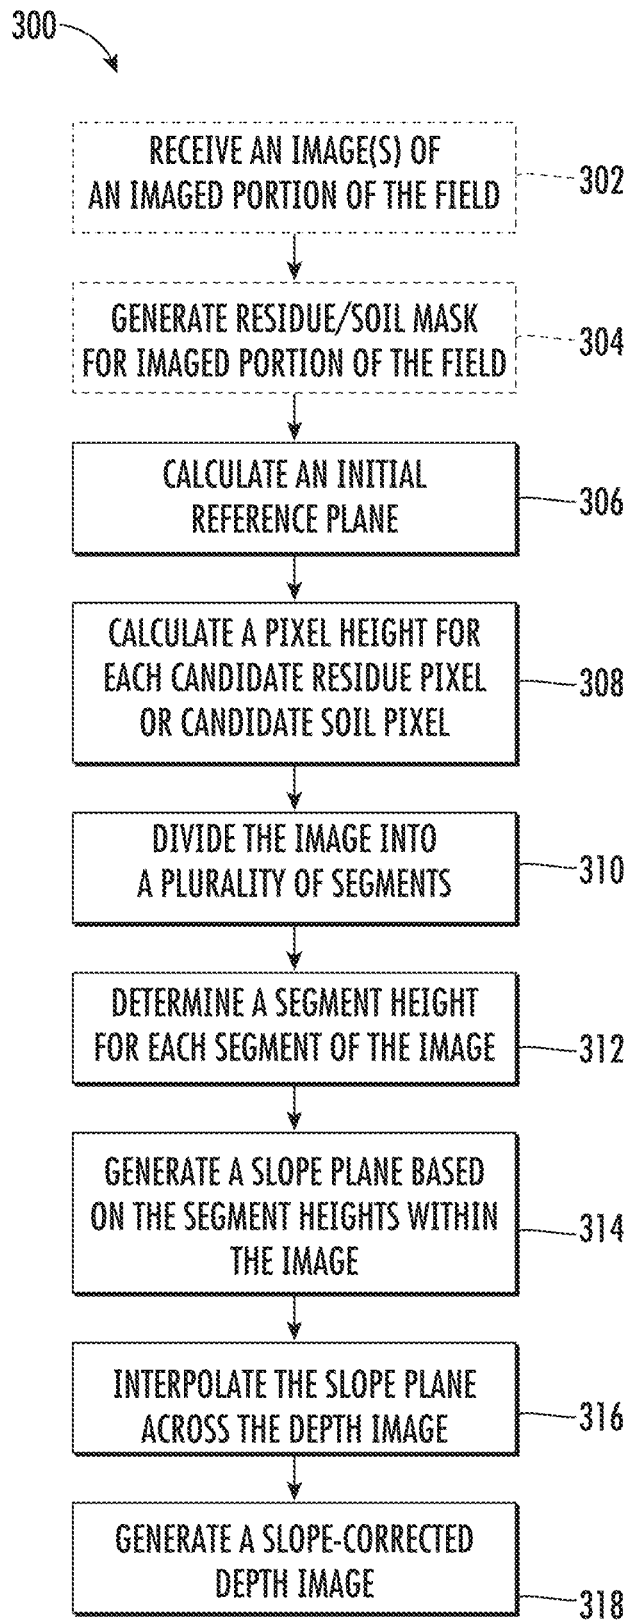 300
RECEIVE AN IMAGE(S) OF
AN IMAGED PORTION OF THE FIELD
302
GENERATE RESIDUE/SOIL MASK
FOR IMAGED PORTION OF THE FIELD
304
CALCULATE AN INITIAL
REFERENCE PLANE
306
CALCULATE A PIXEL HEIGHT FOR
EACH CANDIDATE RESIDUE PIXEL
OR CANDIDATE SOIL PIXEL
308
DIVIDE THE IMAGE INTO
A PLURALITY OF SEGMENTS
310
DETERMINE A SEGMENT HEIGHT
FOR EACH SEGMENT OF THE IMAGE
312
GENERATE A SLOPE PLANE BASED
ON THE SEGMENT HEIGHTS WITHIN
THE IMAGE
314
INTERPOLATE THE SLOPE PLANE
ACROSS THE DEPTH IMAGE
316
GENERATE A SLOPE-CORRECTED
DEPTH IMAGE
318